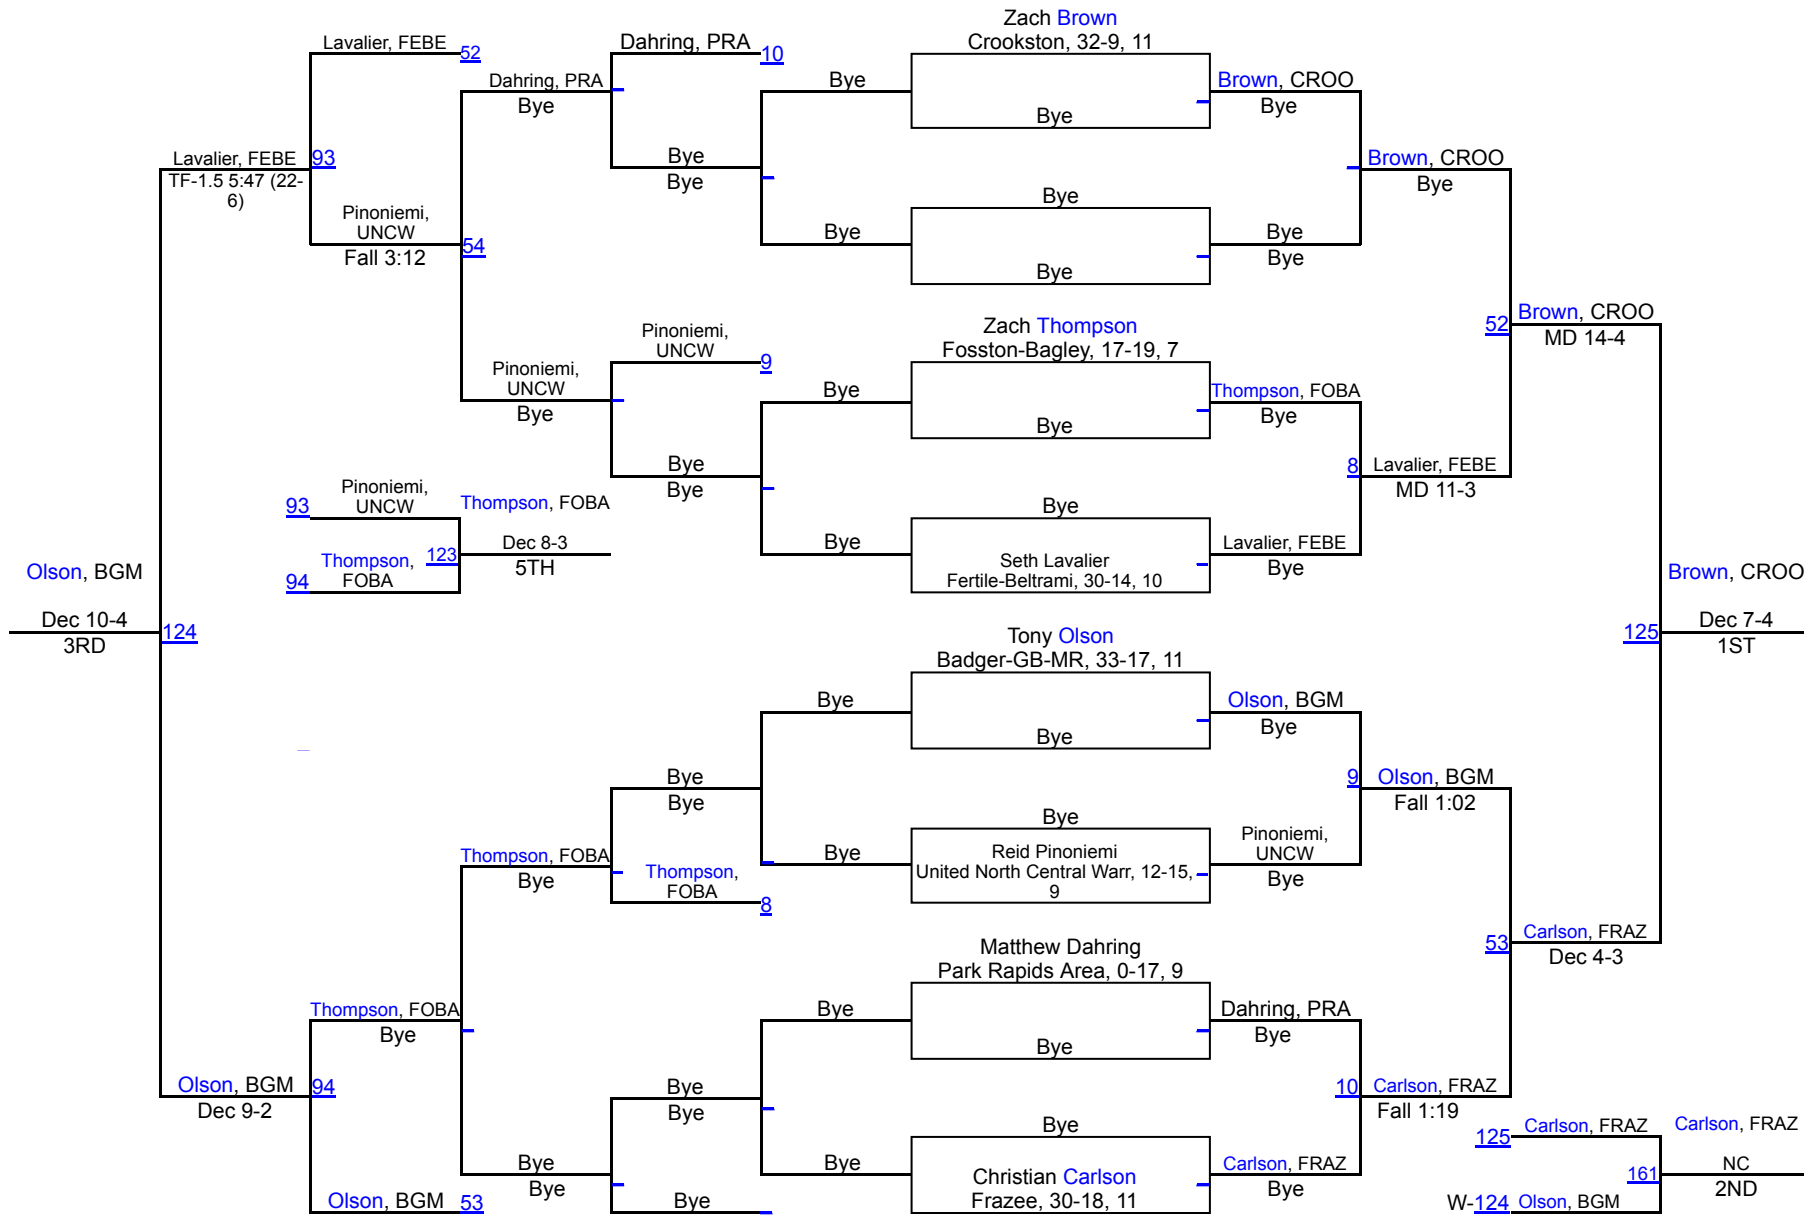 Zach Brown
Crookston, 32-9, 11
Lavalier, FEBE
52
Dahring, PRA
10
Dahring, PRA
Bye
Bye
Bye
Brown, CROO
Bye
Lavalier, FEBE
93
TF-1.5 5:47 (22-
6)
Bye
Bye
Brown, CROO
Bye
Pinoniemi,
UNCW
Fall 3:12
54
Bye
Bye
Bye
Bye
Bye
Pinoniemi,
UNCW
9
Zach Thompson
Fosston-Bagley, 17-19, 7
52
Brown, CROO
MD 14-4
Pinoniemi,
UNCW
Bye
Bye
Bye
Thompson, FOBA
Bye
Bye
Bye
8
Lavalier, FEBE
MD 11-3
93
Pinoniemi,
UNCW
Thompson, FOBA
Bye
Thompson,
FOBA
94
123
Dec 8-3
5TH
Bye
Seth Lavalier
Fertile-Beltrami, 30-14, 10
Lavalier, FEBE
Bye
Olson, BGM
Dec 10-4
3RD
124
Brown, CROO
125
Dec 7-4
1ST
Tony Olson
Badger-GB-MR, 33-17, 11
Bye
Bye
Olson, BGM
Bye
Bye
Bye
9
Olson, BGM
Fall 1:02
Bye
Bye
Reid Pinoniemi
United North Central Warr, 12-15,
9
Pinoniemi,
UNCW
Bye
Thompson, FOBA
Bye
Thompson,
FOBA
8
Matthew Dahring
Park Rapids Area, 0-17, 9
53
Carlson, FRAZ
Dec 4-3
Thompson, FOBA
Bye
Bye
Bye
Dahring, PRA
Bye
Olson, BGM
94
Dec 9-2
Bye
Bye
10
Carlson, FRAZ
Fall 1:19
Bye
Bye
Bye
Bye
Christian Carlson
Frazee, 30-18, 11
Carlson, FRAZ
Bye
125
Carlson, FRAZ
Carlson, FRAZ
Olson, BGM
53
Bye
W-124
Olson, BGM
161
NC
2ND